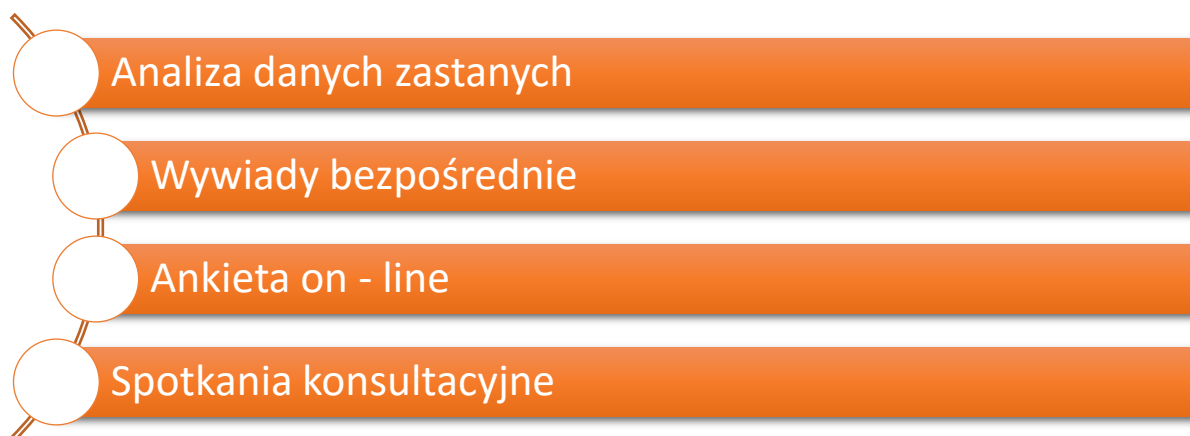 Analiza danych zastanych
Wywiady bezpośrednie
Ankieta on - line
Spotkania konsultacyjne